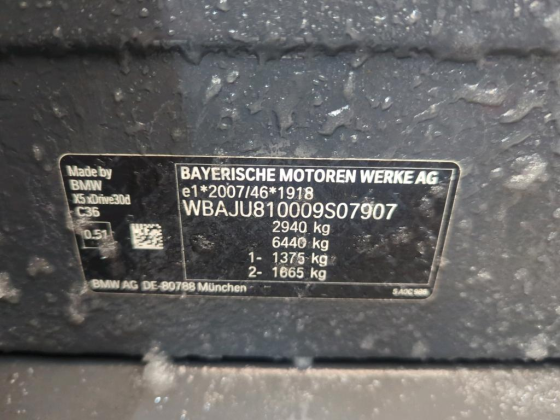 Made by
BMW
X5 xDrive30d
C36
0.51
BAYERISCHE MOTOREN WERKE AG
e1*2007/46*1918
WBAJU810009S07907
2940 kg
6440 kg
1- 1375 kg
2- 1665 kg
BMW AG DE-80788 München